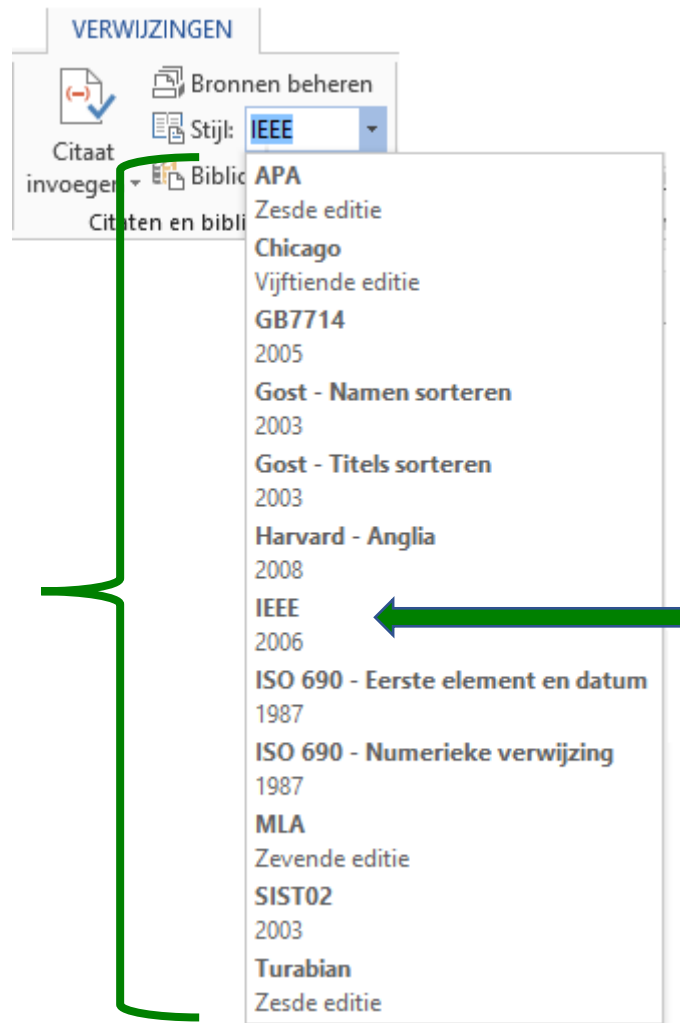 VERWIJZINGEN
Bronnen beheren
Stijl: IEEE
Citaat
invoegen
Citaten en bibli
APA
Zesde editie
Chicago
Vijftiende editie
GB7714
2005
Gost - Namen sorteren
2003
Gost - Titels sorteren
2003
Harvard - Anglia
2008
IEEE
2006
ISO 690 - Eerste element en datum
1987
ISO 690 - Numerieke verwijzing
1987
MLA
Zevende editie
SIST02
2003
Turabian
Zesde editie